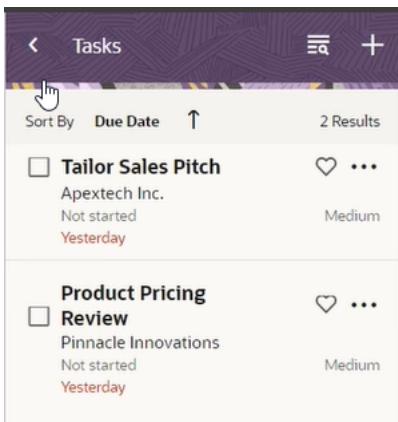 Tasks
Sort By Due Date 2 Results
Tailor Sales Pitch
Apextech Inc.
Not started Medium
Yesterday
Product Pricing
Review
Pinnacle Innovations
Not started Medium
Yesterday